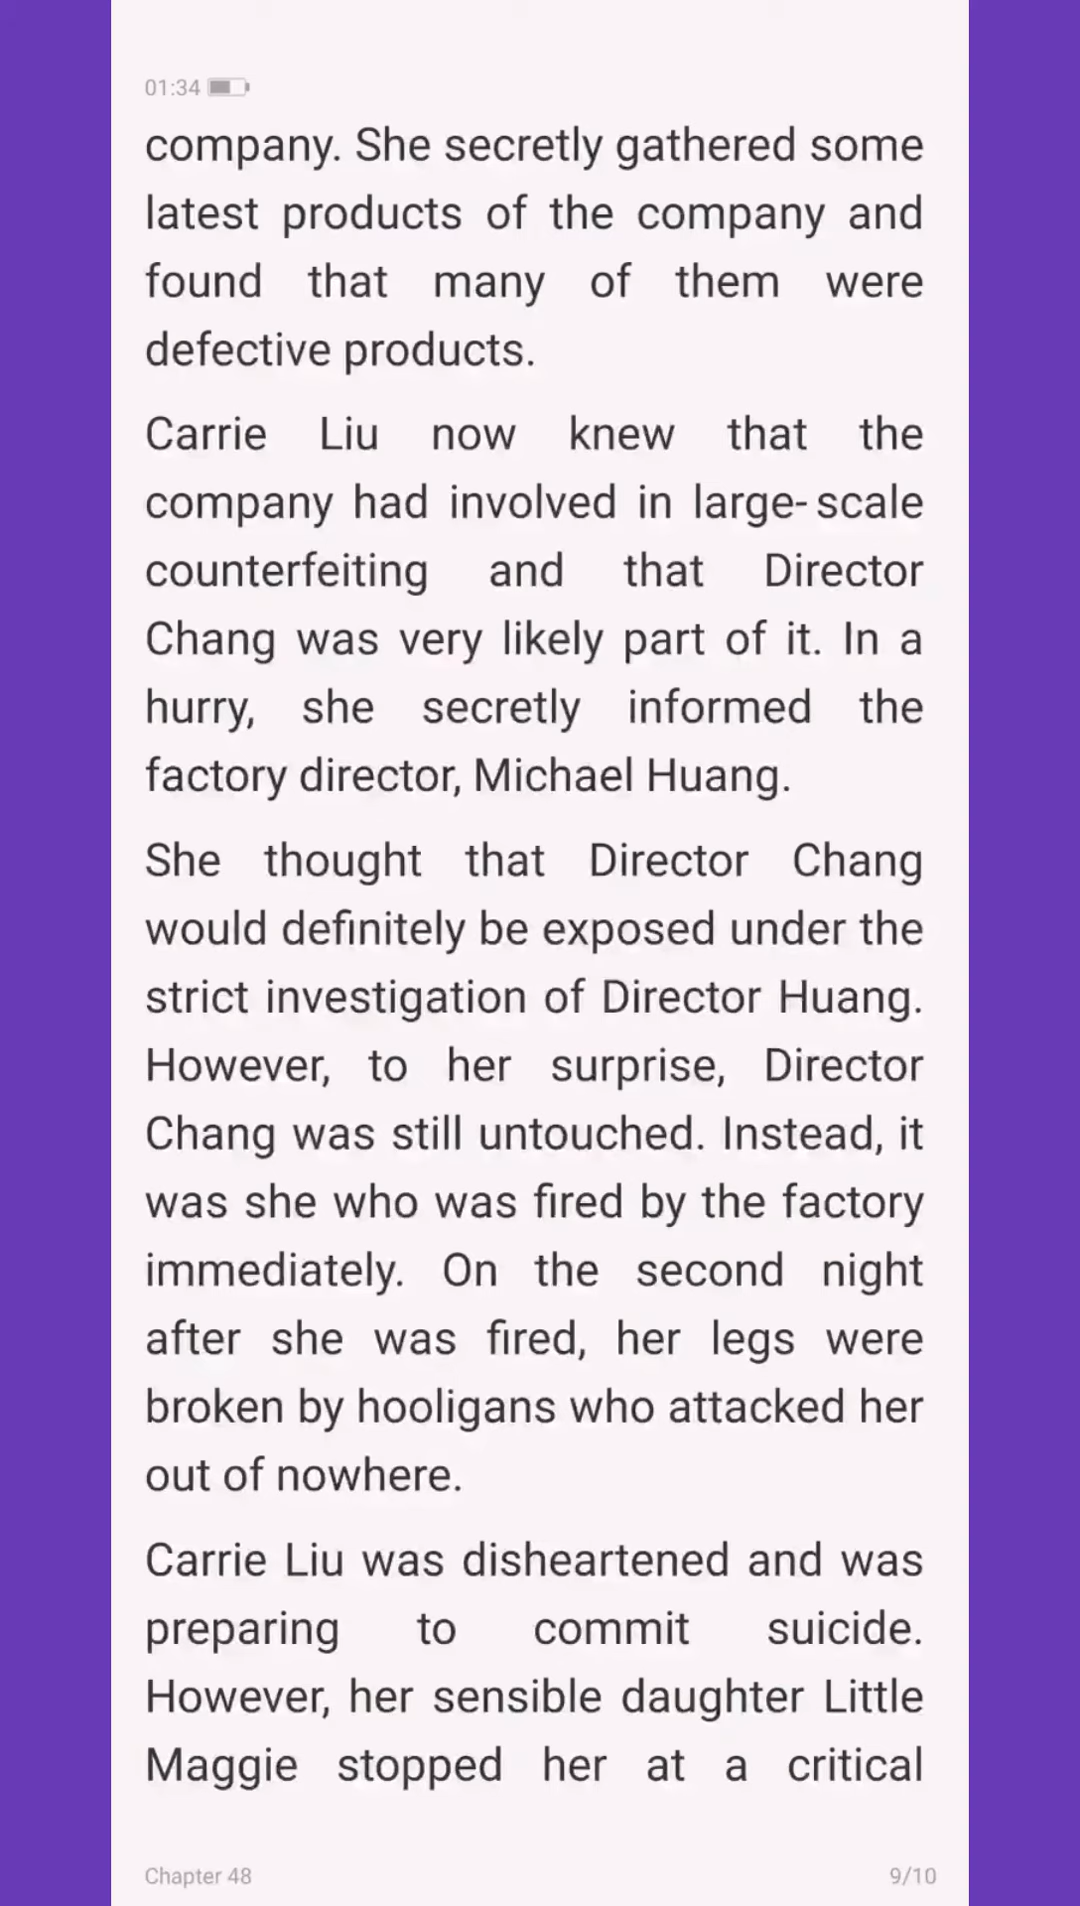 01:34
company. She secretly gathered some
latest products of the company and
found that many of them were
defective products.
Carrie Liu now knew that the
company had involved in large-scale
counterfeiting and that Director
Chang was very likely part of it. In a
hurry, she secretly informed the
factory director, Michael Huang.
She thought that Director Chang
would definitely be exposed under the
strict investigation of Director Huang.
However, to her surprise, Director
Chang was still untouched. Instead, it
was she who was fired by the factory
immediately. On the second night
after she was fired, her legs were
broken by hooligans who attacked her
out of nowhere.
Carrie Liu was disheartened and was
preparing to commit suicide.
However, her sensible daughter Little
Maggie stopped her at a critical
Chapter 48 9/10